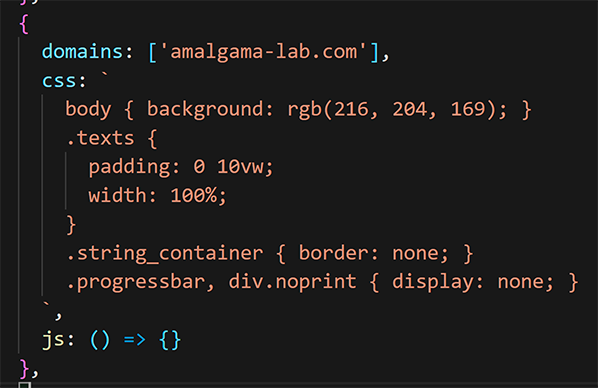 },
{
domains: ['amalgama-lab.com'],
css: `
body { background: rgb(216, 204, 169); }
.texts {
padding: 0 10vw;
width: 100%;
}
.string_container { border: none; }
.progressbar, div.noprint { display: none; }
`,
js: () => {}
},